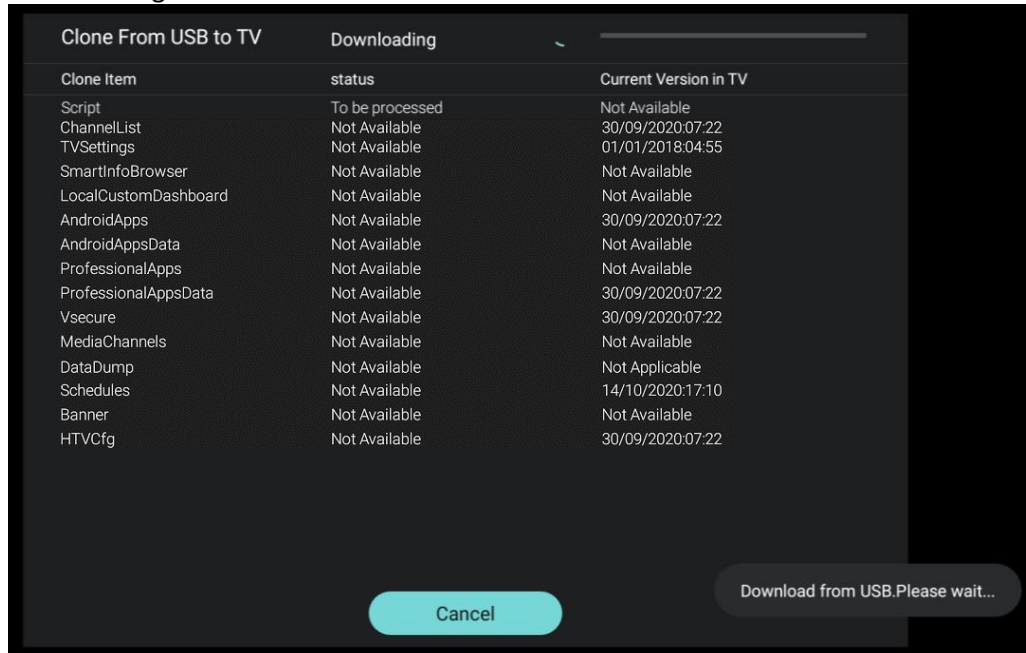 Clone From USB to TV Downloading
Clone Item status Current Version in TV
Script To be processed Not Available
ChannelList Not Available 30/09/2020:07:22
TVSettings Not Available 01/01/2018:04:55
SmartInfoBrowser Not Available Not Available
LocalCustomDashboard Not Available Not Available
AndroidApps Not Available 30/09/2020:07:22
AndroidAppsData Not Available Not Available
ProfessionalApps Not Available Not Available
ProfessionalAppsData Not Available 30/09/2020:07:22
Vsecure Not Available 30/09/2020:07:22
MediaChannels Not Available Not Available
DataDump Not Available Not Applicable
Schedules Not Available 14/10/2020:17:10
Banner Not Available Not Available
HTVCfg Not Available 30/09/2020:07:22
Download from USB.Please wait...
Cancel